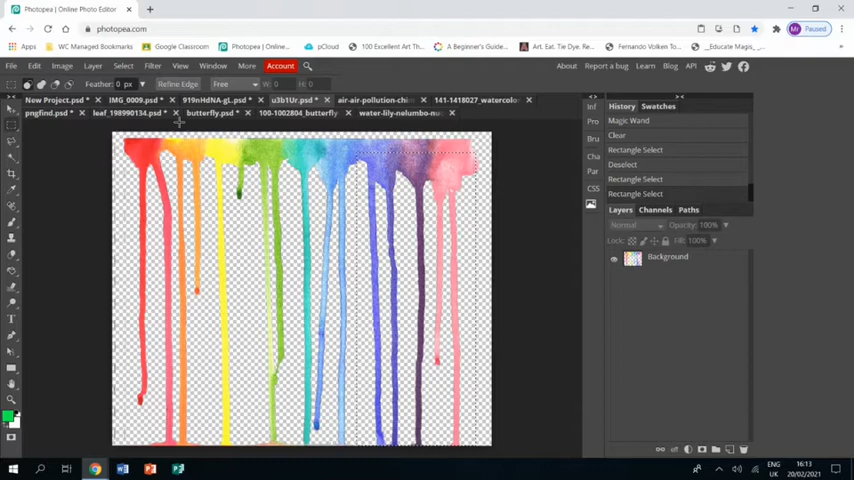 Photopea | Online Photo Editor
photopea.com
Paused
Apps
WC Managed Bookmarks
Google Classroom
Photopea | Online...
pCloud
100 Excellent Art Th...
A Beginner's Guide...
Art. Eat. Tie Dye. Re...
Fernando Volken To...
__Educate Magis_-...
File Edit Image Layer Select Filter View Window More Account
About Report a bug Learn Blog API
Feather: 0 px Refine Edge Free W: 0 H: 0
New Project.psd * IMG_0009.psd * 919nHdNA-gL.psd * u3b1Ur.psd * air-air-pollution-chi 141-1418027_watercolo
pngfind.psd * leaf_198990134.psd * butterfly.psd * 100-1002804_butterfly water-lily-nelumbo-nu
Inf
Pro
Bru
Cha
Par
CSS
History Swatches
Magic Wand
Clear
Rectangle Select
Deselect
Rectangle Select
Rectangle Select
Layers Channels Paths
Normal Opacity: 100%
Lock: Fill: 100%
Background
ENG
UK
16:13
20/02/2021